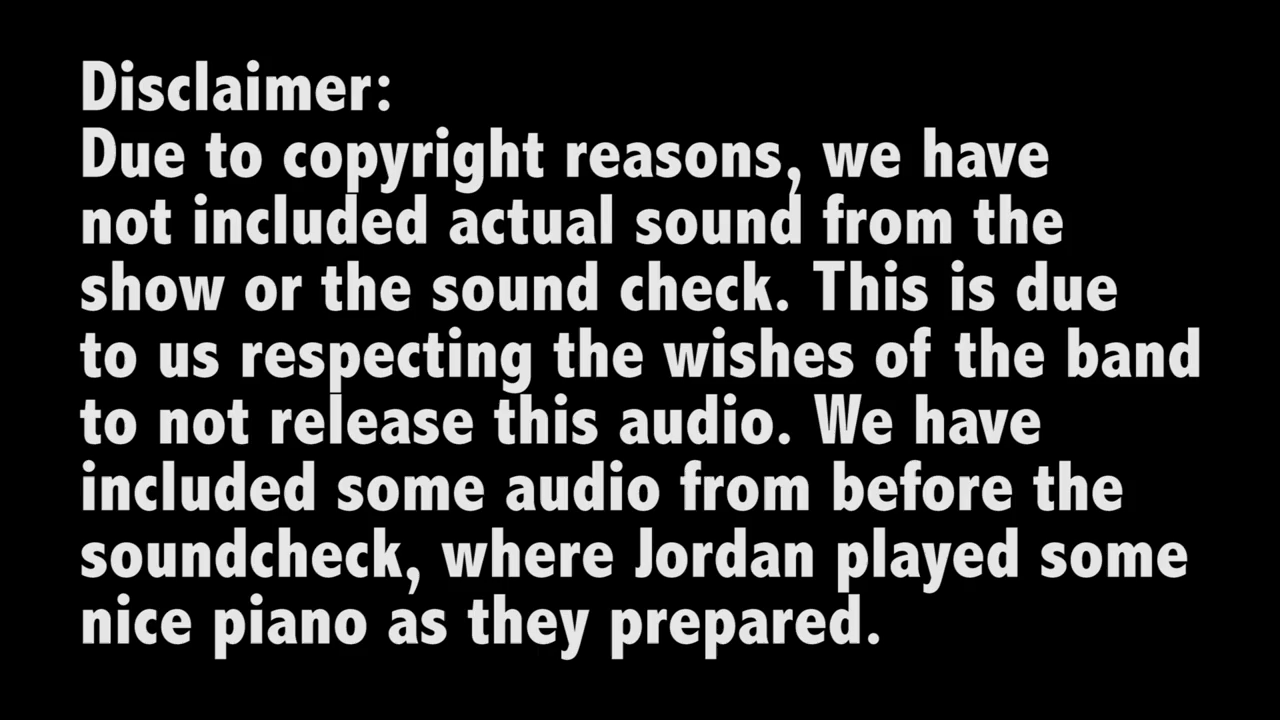 Disclaimer:
Due to copyright reasons, we have
not included actual sound from the
show or the sound check. This is due
to us respecting the wishes of the band
to not release this audio. We have
included some audio from before the
soundcheck, where Jordan played some
nice piano as they prepared.